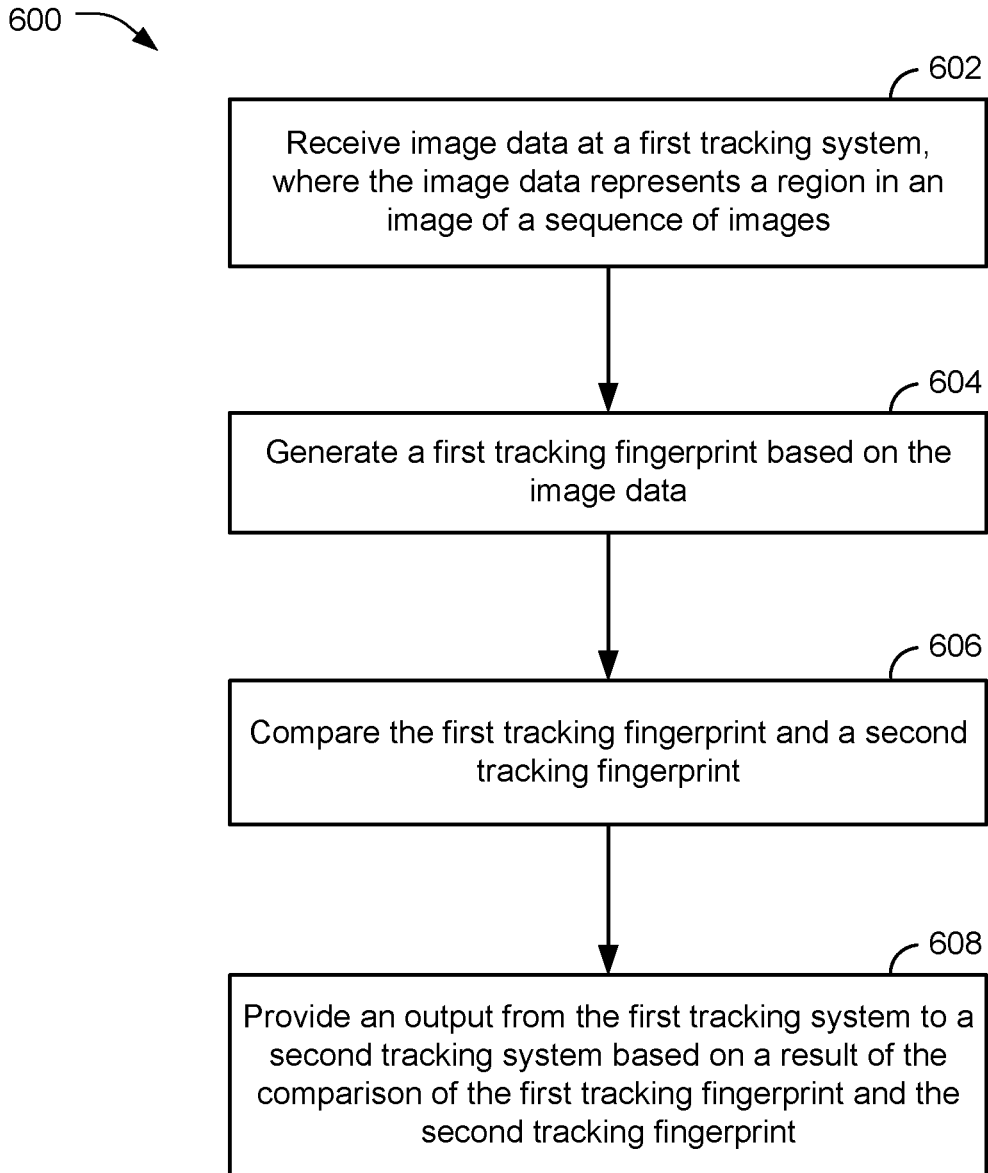 600
602
Receive image data at a first tracking system,
where the image data represents a region in an
image of a sequence of images
604
Generate a first tracking fingerprint based on the
image data
606
Compare the first tracking fingerprint and a second
tracking fingerprint
608
Provide an output from the first tracking system to a
second tracking system based on a result of the
comparison of the first tracking fingerprint and the
second tracking fingerprint